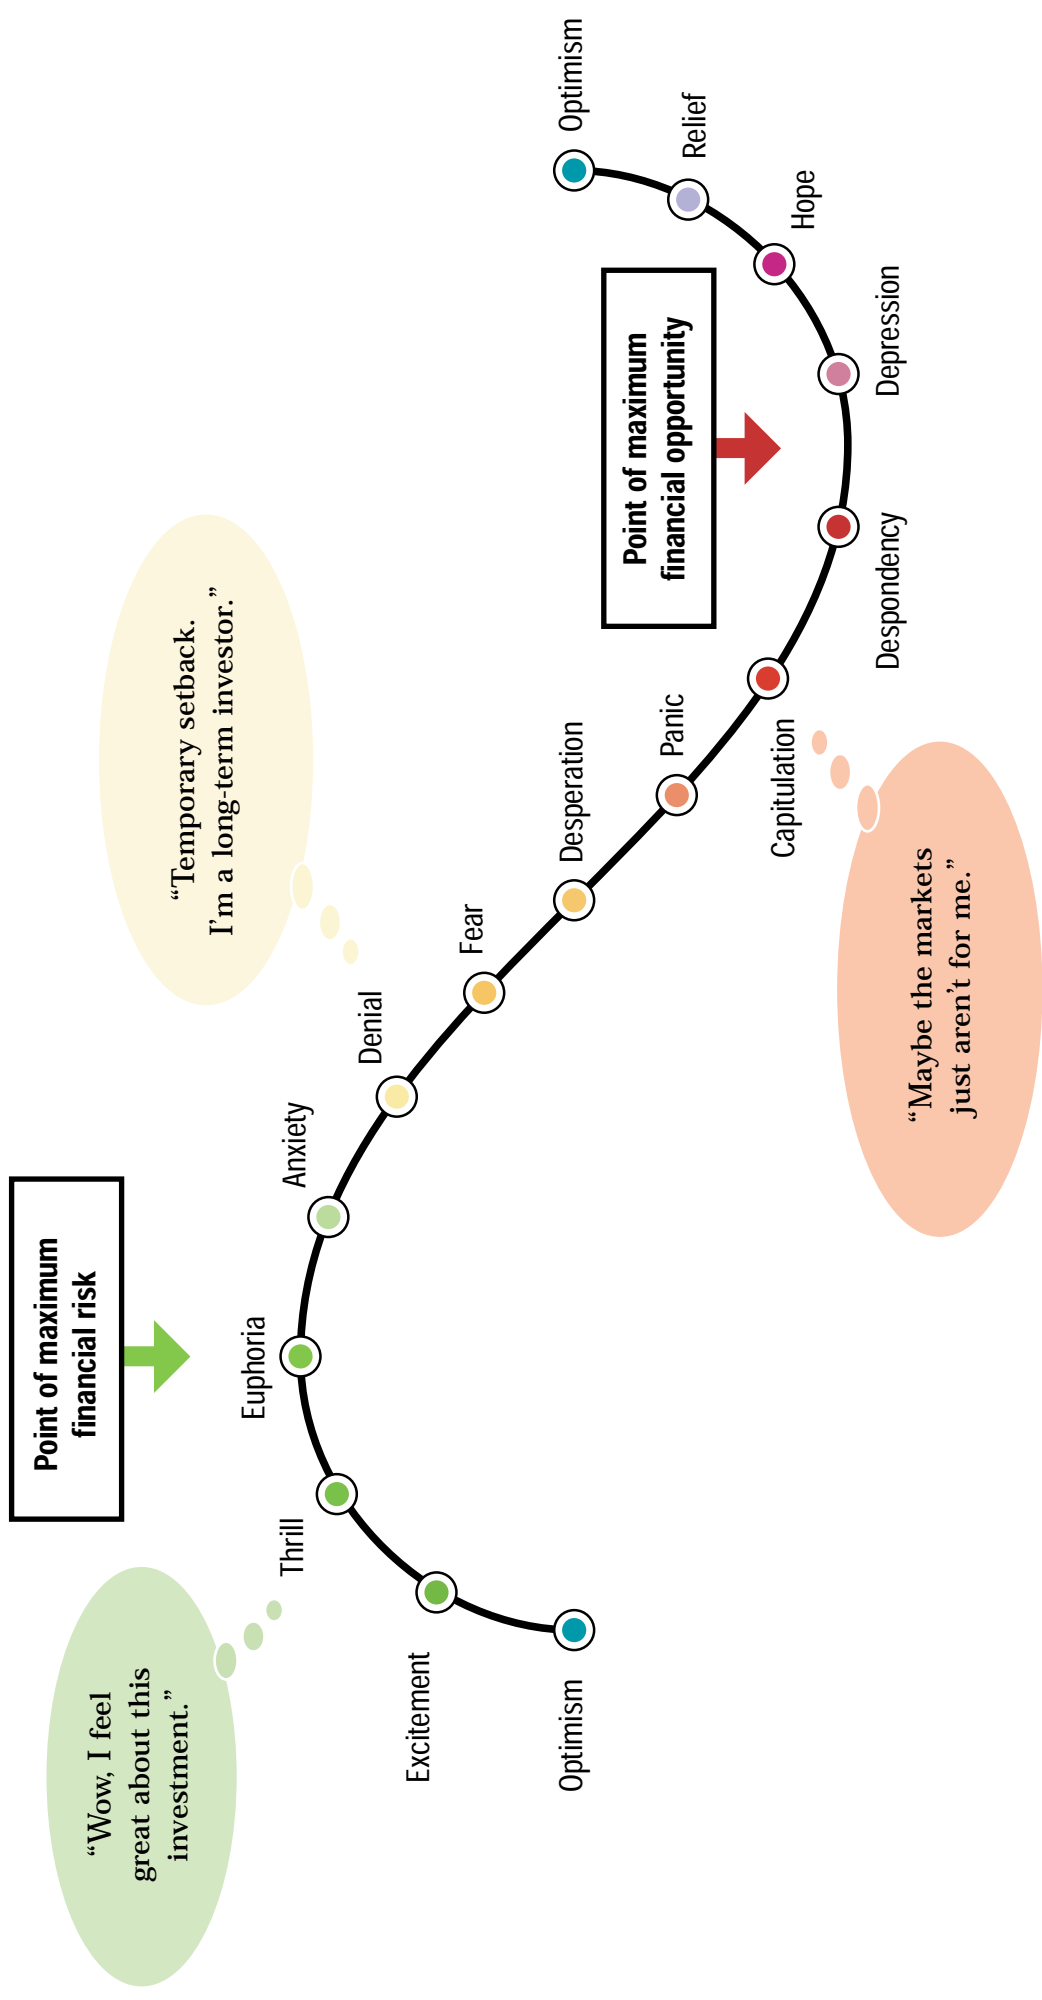 “Wow, I feel
great about this
investment.”
Point of maximum
financial risk
“Temporary setback.
I’m a long-term investor.”
Optimism
Excitement
Thrill
Euphoria
Anxiety
Denial
Fear
Desperation
Panic
Capitulation
Despondency
Depression
Hope
Relief
Optimism
Point of maximum
financial opportunity
“Maybe the markets
just aren’t for me.”